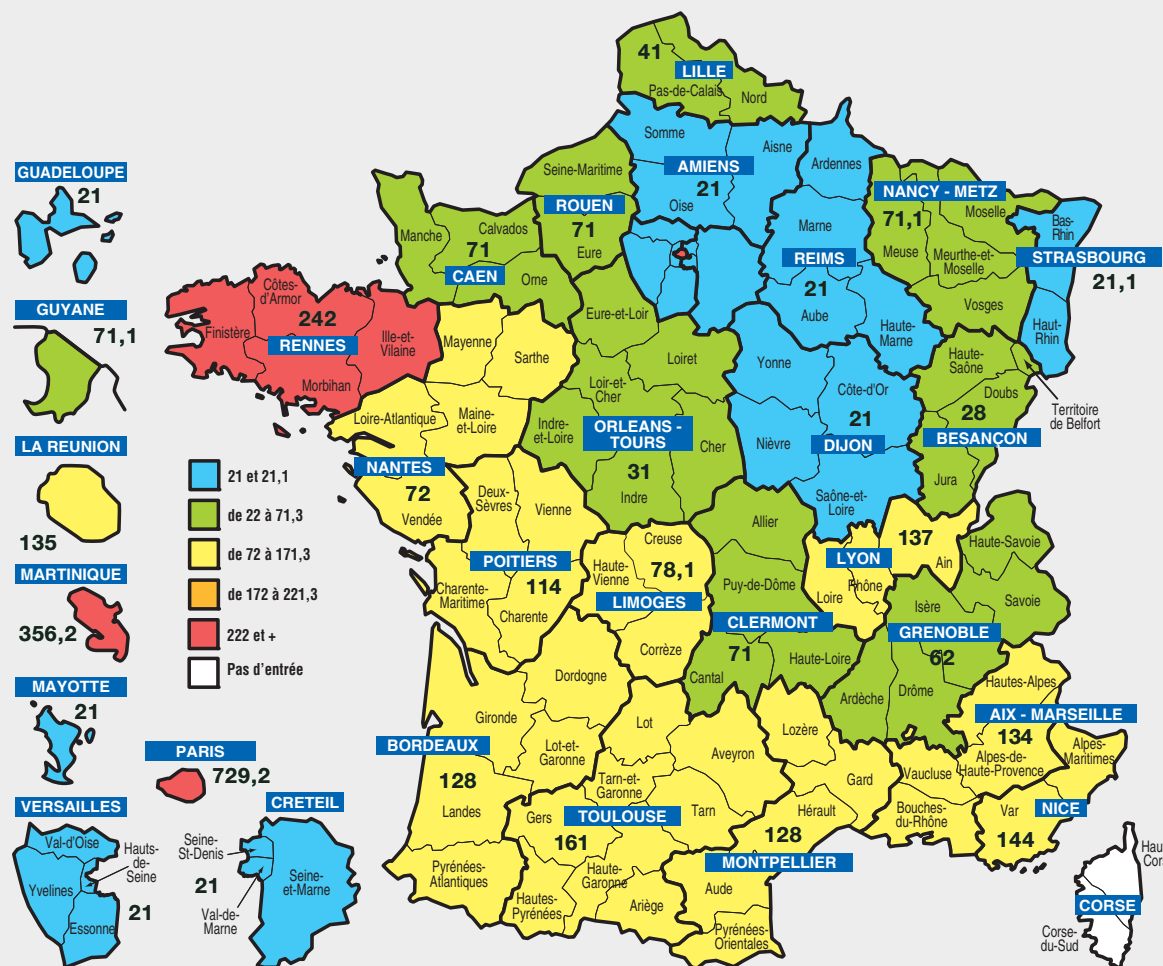 41
LILLE
Pas-de-Calais
Nord
Somme
Aisne
Ardennes
AMIENS
21
Oise
Seine-Maritime
ROUEN
71
Eure
NANCY - METZ
71,1
Moselle
Meuse
Meurthe-et-
Moselle
Vosges
Bas-
Rhin
STRASBOURG
21,1
Haut-
Rhin
Marne
REIMS
21
Aube
Haute-
Marne
Manche
Calvados
71
CAEN
Orne
GUADELOUPE
21
GUYANE
71,1
LA REUNION
135
MARTINIQUE
356,2
MAYOTTE
21
PARIS
729,2
VERSAILLES
Val-d'Oise
Hauts-
de-
Seine
Yvelines
21
Essonne
CRETEIL
Seine-
St-Denis
21
Seine-
et-Marne
Val-de-
Marne
Côtes-
d'Armor
Finistère
242
RENNES
Ille-et-
Vilaine
Morbihan
Mayenne
Sarthe
Loire-Atlantique
Maine-
et-Loire
NANTES
72
Vendée
Eure-et-Loir
Loiret
Loir-et-
Cher
Indre-
et-Loire
ORLEANS -
TOURS
31
Cher
Indre
Yonne
Côte-d'Or
21
Nièvre
DIJON
Saône-et-
Loire
Haute-
Saône
Doubs
28
BESANÇON
Territoire
de Belfort
Jura
21 et 21,1
de 22 à 71,3
de 72 à 171,3
de 172 à 221,3
222 et +
Pas d'entrée
Deux-
Sèvres
Vienne
POITIERS
114
Charente-
Maritime
Charente
Creuse
Haute-
Vienne
78,1
LIMOGES
Corrèze
Allier
Puy-de-Dôme
CLERMONT
71
Cantal
Haute-Loire
137
Ain
LYON
Rhône
Loire
Haute-Savoie
Savoie
Isère
GRENOBLE
62
Ardèche
Drôme
Hautes-Alpes
AIX - MARSEILLE
134
Alpes-de-
Haute-Provence
Vaucluse
Bouches-
du-Rhône
Alpes-
Maritimes
Var
NICE
144
Dordogne
Gironde
BORDEAUX
128
Lot-et-
Garonne
Landes
Pyrénées-
Atlantiques
Lot
Aveyron
Tarn-et-
Garonne
Gers
TOULOUSE
Tarn
161
Haute-
Garonne
Hautes-
Pyrénées
Ariège
Lozère
Gard
Hérault
128
MONTPELLIER
Aude
Pyrénées-
Orientales
CORSE
Corse-
du-Sud